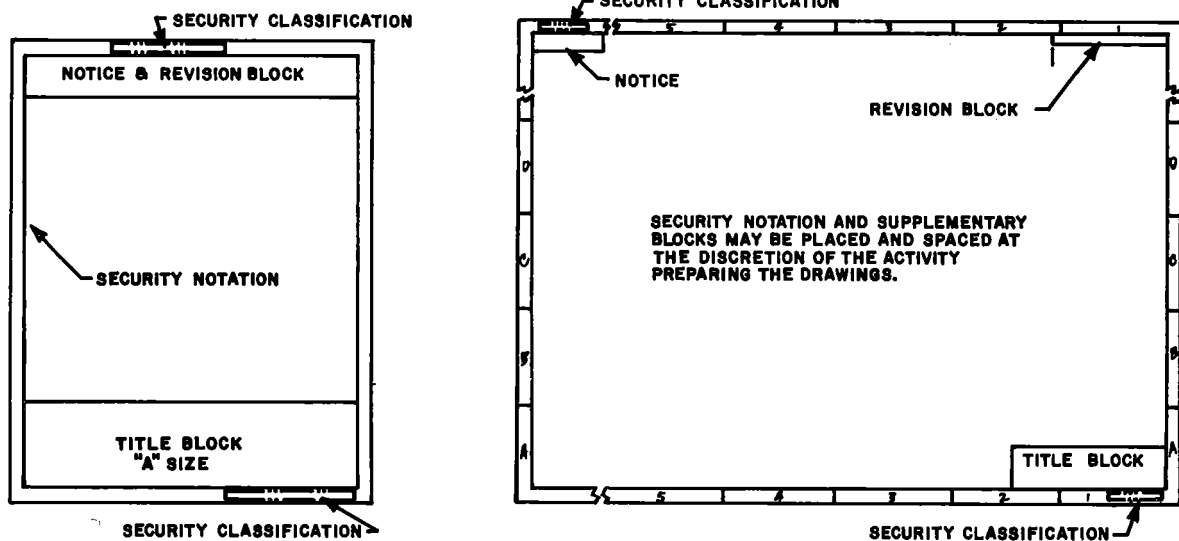 SECURITY CLASSIFICATION
NOTICE & REVISION BLOCK
SECURITY NOTATION
TITLE BLOCK
"A" SIZE
SECURITY CLASSIFICATION
SECURITY CLASSIFICATION
5 4 3 2 1
NOTICE
REVISION BLOCK
D D
SECURITY NOTATION AND SUPPLEMENTARY
BLOCKS MAY BE PLACED AND SPACED AT
THE DISCRETION OF THE ACTIVITY
PREPARING THE DRAWINGS.
C C
B B
A A
TITLE BLOCK
5 4 3 2 1
SECURITY CLASSIFICATION